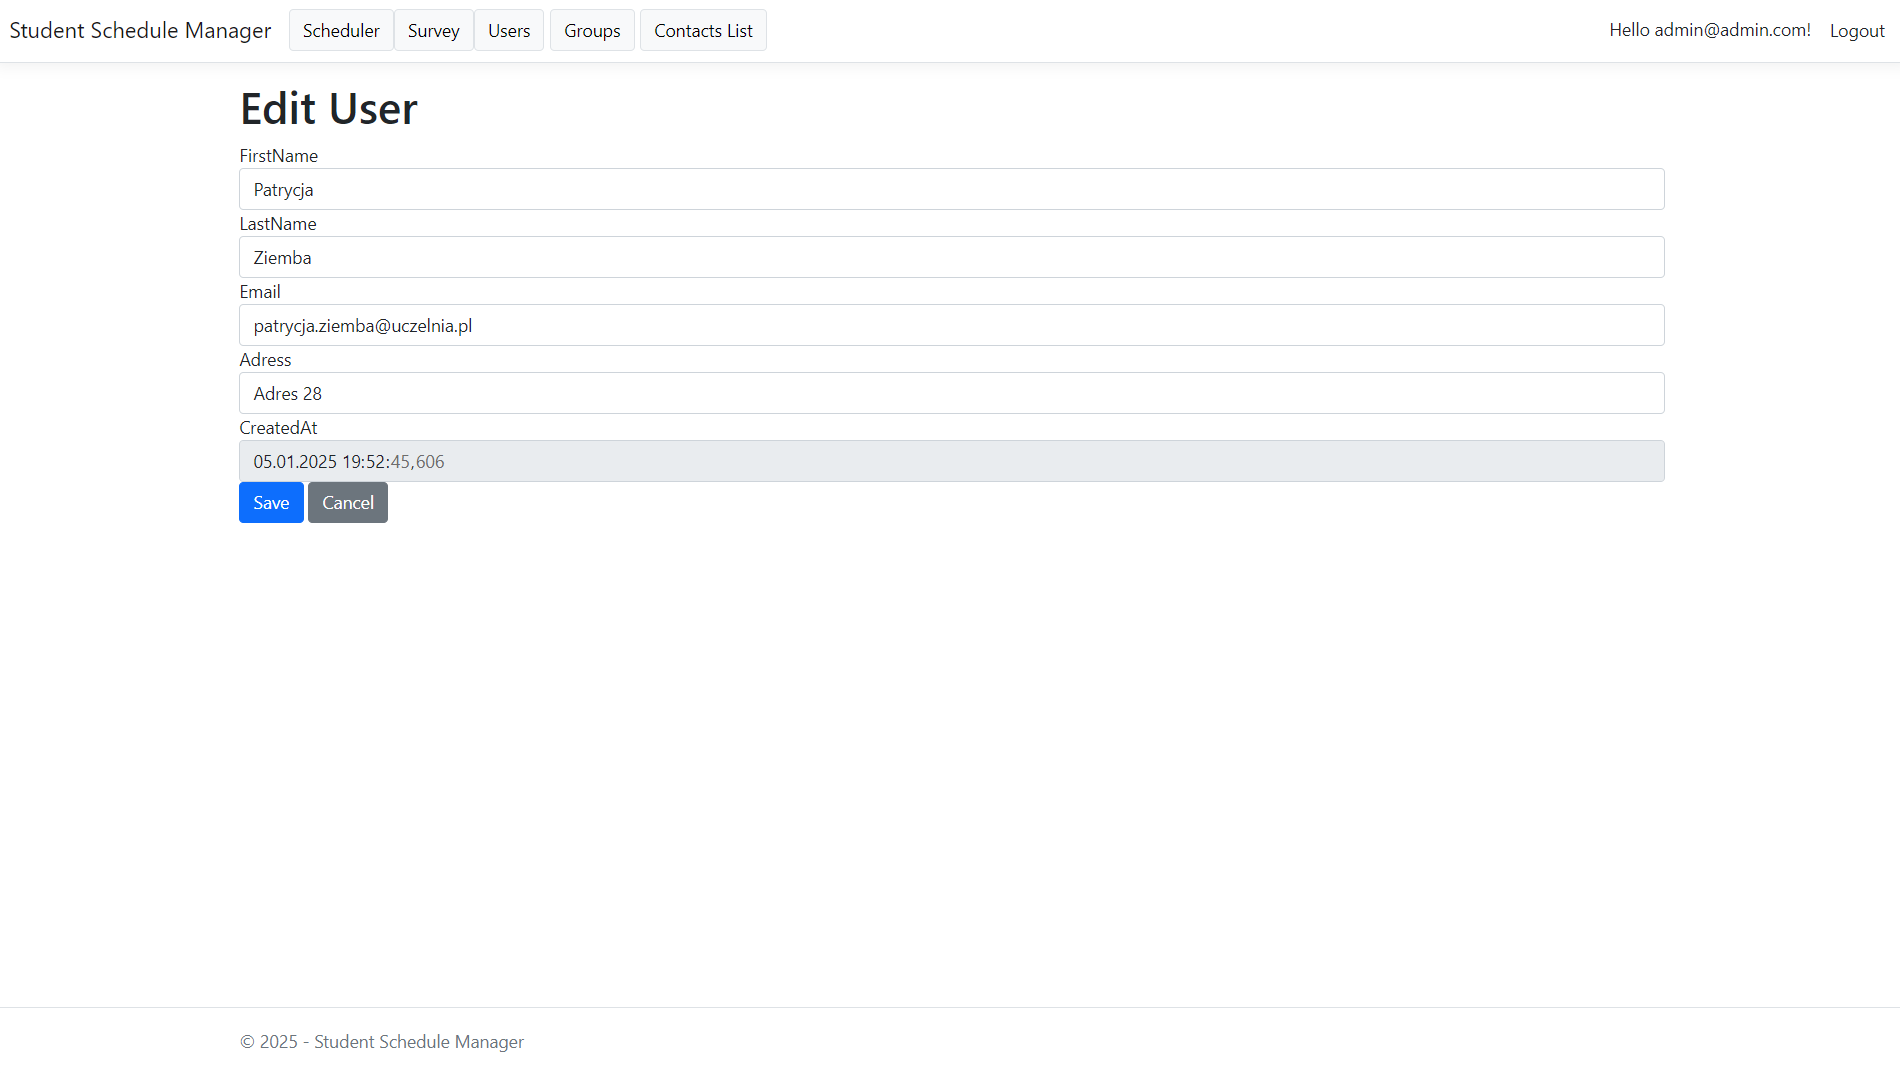 Student Schedule Manager Scheduler Survey Users Groups Contacts List Hello admin@admin.com! Logout
Edit User
FirstName
Patrycja
LastName
Ziemba
Email
patrycja.ziemba@uczelnia.pl
Adress
Adres 28
CreatedAt
05.01.2025 19:52:45,606
Save Cancel
© 2025 - Student Schedule Manager